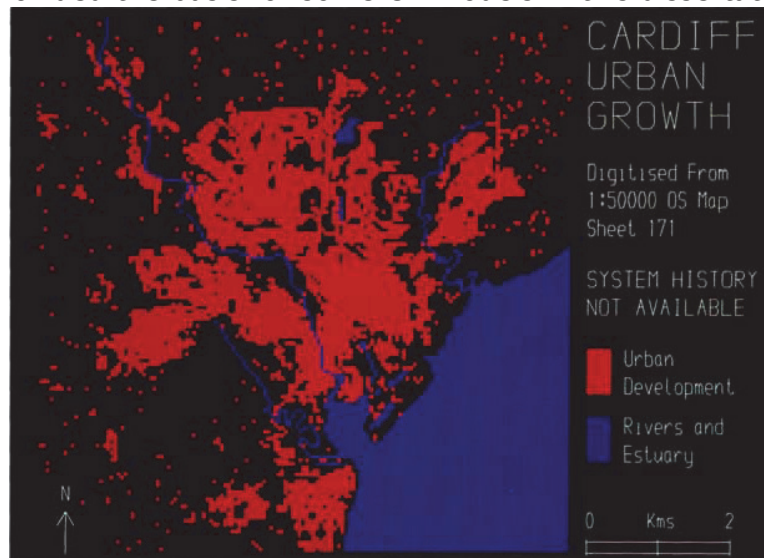 CARDIFF
URBAN
GROWTH
Digitised From
1:50000 OS Map
Sheet 171
SYSTEM HISTORY
NOT AVAILABLE
Urban
Development
Rivers and
Estuary
N
0 Kms 2